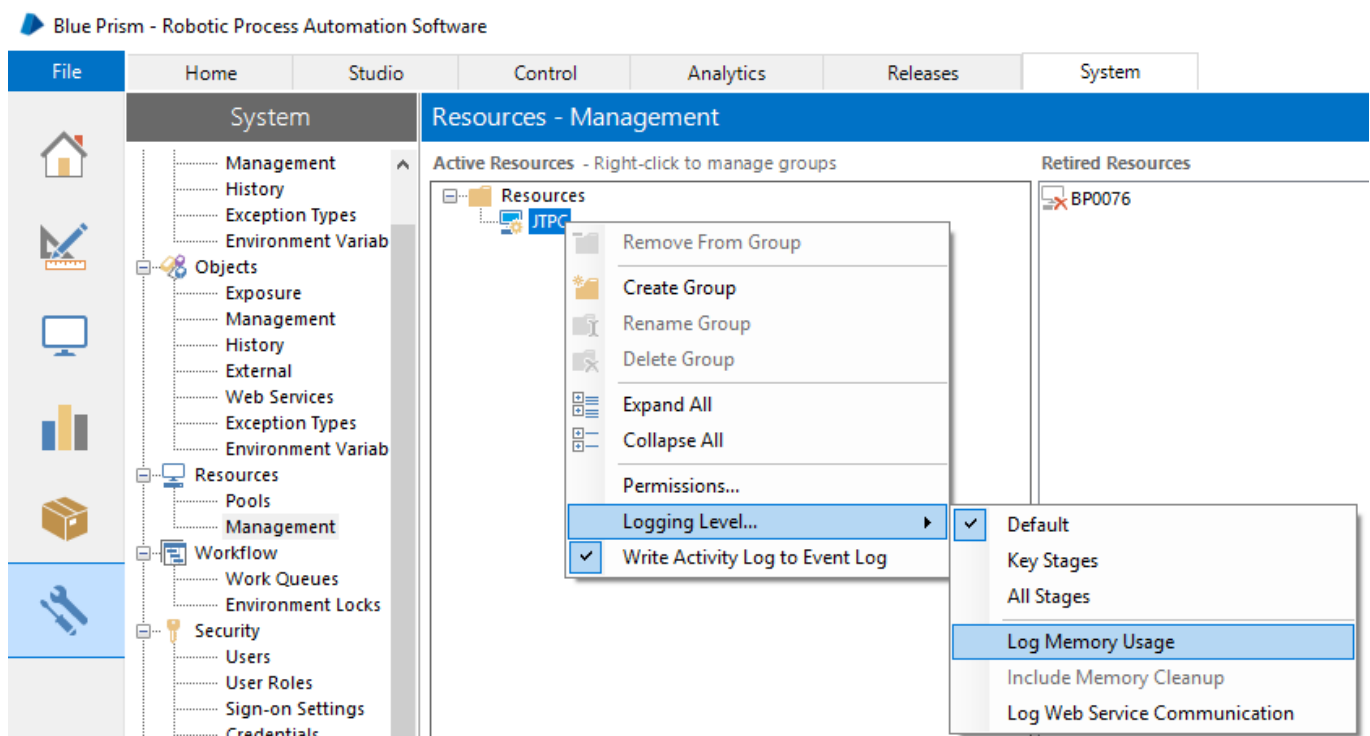 Blue Prism - Robotic Process Automation Software
File
Home
Studio
Control
Analytics
Releases
System
System
Management
History
Exception Types
Environment Variab
Objects
Exposure
Management
History
External
Web Services
Exception Types
Environment Variab
Resources
Pools
Management
Workflow
Work Queues
Environment Locks
Security
Users
User Roles
Sign-on Settings
Credentials
Resources - Management
Active Resources - Right-click to manage groups
Resources
JTPC
Remove From Group
Create Group
Rename Group
Delete Group
Expand All
Collapse All
Permissions...
Logging Level...
Write Activity Log to Event Log
Default
Key Stages
All Stages
Log Memory Usage
Include Memory Cleanup
Log Web Service Communication
Retired Resources
BP0076